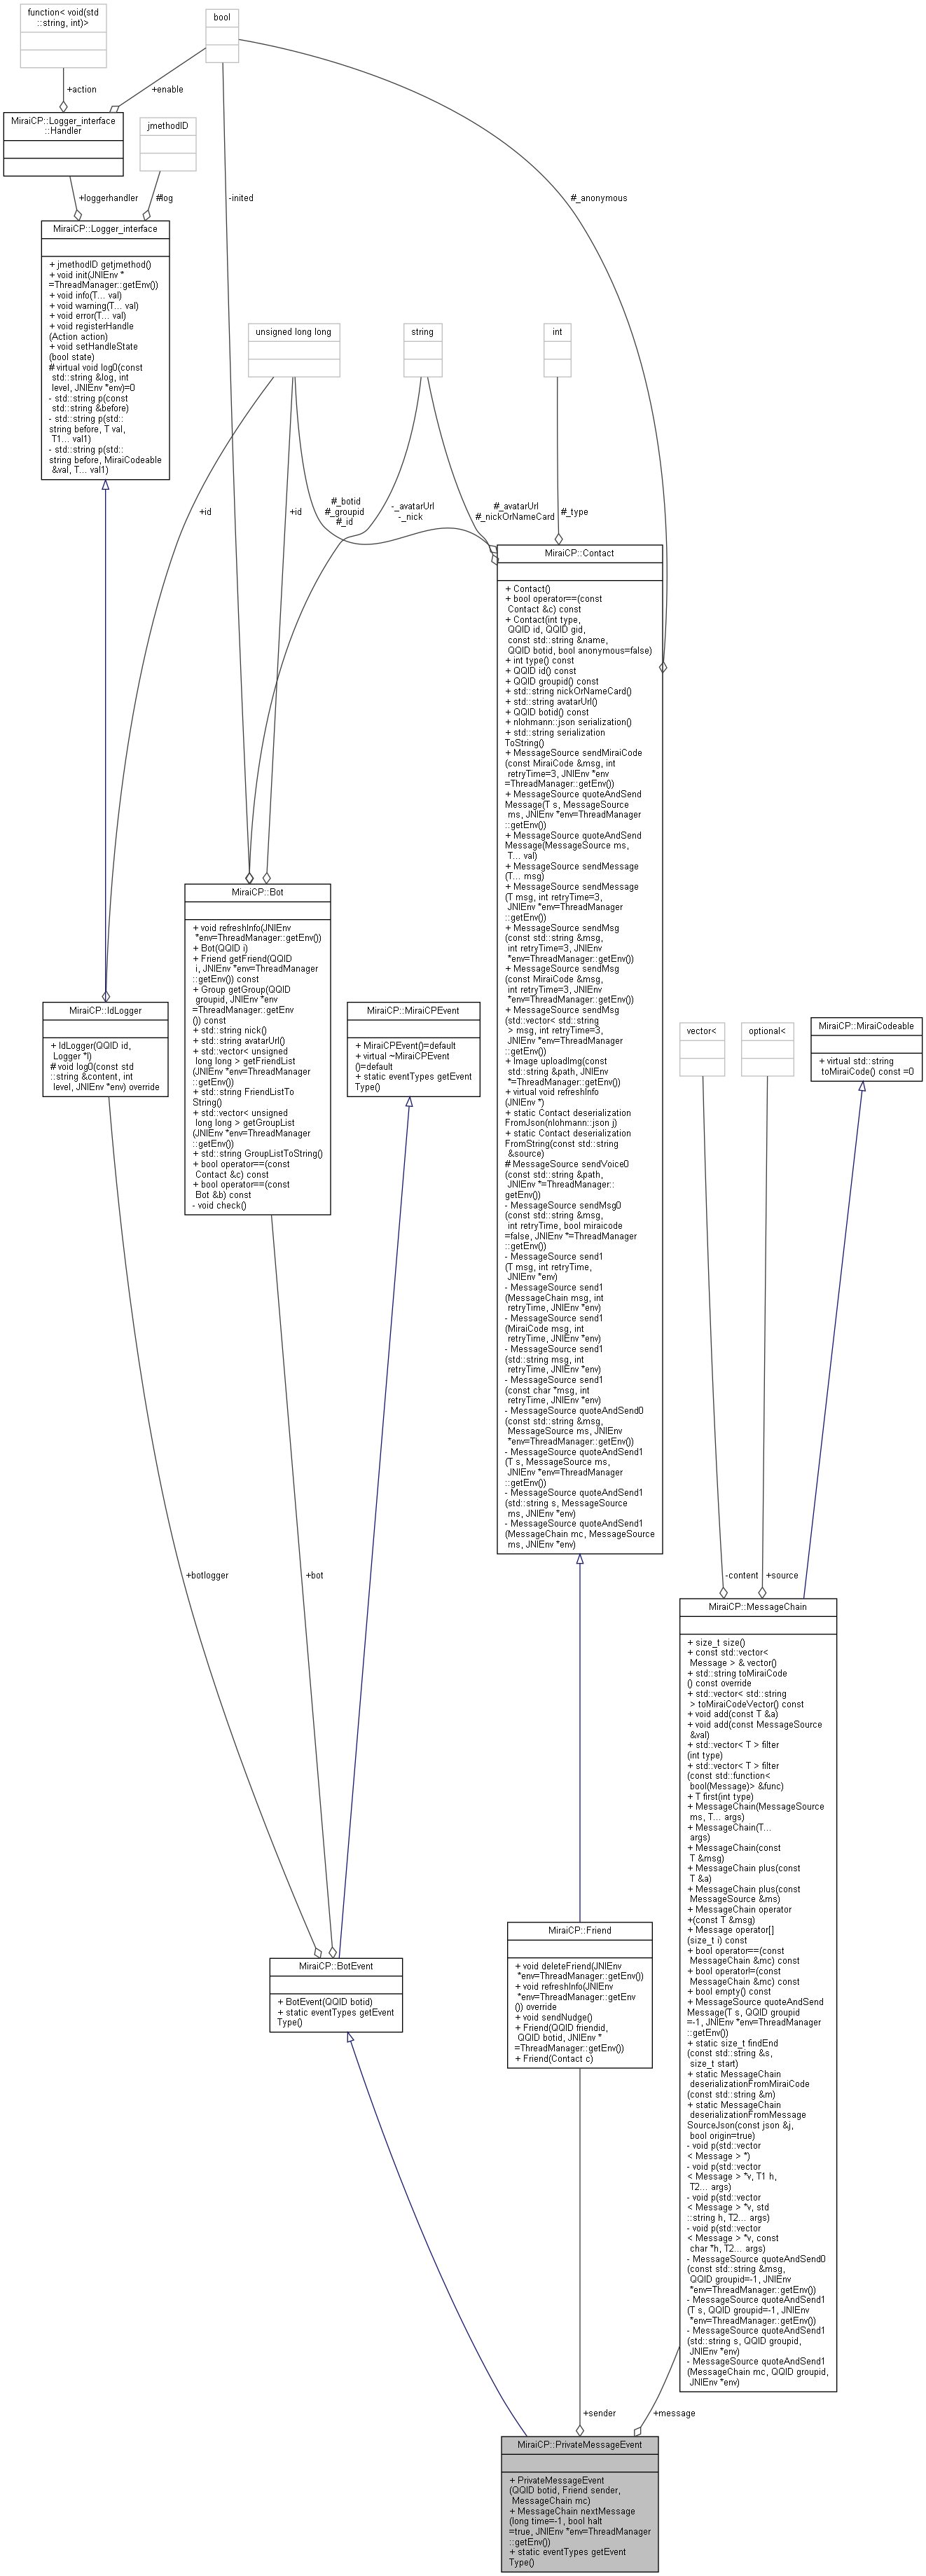 function< void(std
::string, int)>
bool
+action
+enable
MiraiCP::Logger_interface
::Handler
jmethodID
+loggerhandler
#log
-inited
#_anonymous
MiraiCP::Logger_interface
+ jmethodID getjmethod()
+ void init(JNIEnv *
=ThreadManager::getEnv())
+ void info(T... val)
+ void warning(T... val)
+ void error(T... val)
+ void registerHandle
(Action action)
+ void setHandleState
(bool state)
# virtual void log0(const
std::string &log, int
level, JNIEnv *env)=0
- std::string p(const
std::string &before)
- std::string p(std::
string before, T val,
T1... val1)
- std::string p(std::
string before, MiraiCodeable
&val, T... val1)
unsigned long long
string
int
+id
+id
#_botid
#_groupid
#_id
-_avatarUrl
-_nick
#_avatarUrl
#_nickOrNameCard
#_type
MiraiCP::Contact
+ Contact()
+ bool operator==(const
Contact &c) const
+ Contact(int type,
QQID id, QQID gid,
const std::string &name,
QQID botid, bool anonymous=false)
+ int type() const
+ QQID id() const
+ QQID groupid() const
+ std::string nickOrNameCard()
+ std::string avatarUrl()
+ QQID botid() const
+ nlohmann::json serialization()
+ std::string serialization
ToString()
+ MessageSource sendMiraiCode
(const MiraiCode &msg, int
retryTime=3, JNIEnv *env
=ThreadManager::getEnv())
+ MessageSource quoteAndSend
Message(T s, MessageSource
ms, JNIEnv *env=ThreadManager
::getEnv())
+ MessageSource quoteAndSend
Message(MessageSource ms,
T... val)
+ MessageSource sendMessage
(T... msg)
+ MessageSource sendMessage
(T msg, int retryTime=3,
JNIEnv *env=ThreadManager
::getEnv())
+ MessageSource sendMsg
(const std::string &msg,
int retryTime=3, JNIEnv
*env=ThreadManager::getEnv())
+ MessageSource sendMsg
(const MiraiCode &msg,
int retryTime=3, JNIEnv
*env=ThreadManager::getEnv())
+ MessageSource sendMsg
(std::vector< std::string
> msg, int retryTime=3,
JNIEnv *env=ThreadManager
::getEnv())
+ Image uploadImg(const
std::string &path, JNIEnv
*=ThreadManager::getEnv())
+ virtual void refreshInfo
(JNIEnv *)
+ static Contact deserialization
FromJson(nlohmann::json j)
+ static Contact deserialization
FromString(const std::string
&source)
# MessageSource sendVoice0
(const std::string &path,
JNIEnv *=ThreadManager::
getEnv())
- MessageSource sendMsg0
(const std::string &msg,
int retryTime, bool miraicode
=false, JNIEnv *=ThreadManager
::getEnv())
- MessageSource send1
(T msg, int retryTime,
JNIEnv *env)
- MessageSource send1
(MessageChain msg, int
retryTime, JNIEnv *env)
- MessageSource send1
(MiraiCode msg, int
retryTime, JNIEnv *env)
- MessageSource send1
(std::string msg, int
retryTime, JNIEnv *env)
- MessageSource send1
(const char *msg, int
retryTime, JNIEnv *env)
- MessageSource quoteAndSend0
(const std::string &msg,
MessageSource ms, JNIEnv
*env=ThreadManager::getEnv())
- MessageSource quoteAndSend1
(T s, MessageSource ms,
JNIEnv *env=ThreadManager
::getEnv())
- MessageSource quoteAndSend1
(std::string s, MessageSource
ms, JNIEnv *env)
- MessageSource quoteAndSend1
(MessageChain mc, MessageSource
ms, JNIEnv *env)
MiraiCP::Bot
+ void refreshInfo(JNIEnv
*env=ThreadManager::getEnv())
+ Bot(QQID i)
+ Friend getFriend(QQID
i, JNIEnv *env=ThreadManager
::getEnv()) const
+ Group getGroup(QQID
groupid, JNIEnv *env
=ThreadManager::getEnv
()) const
+ std::string nick()
+ std::string avatarUrl()
+ std::vector< unsigned
long long > getFriendList
(JNIEnv *env=ThreadManager
::getEnv())
+ std::string FriendListTo
String()
+ std::vector< unsigned
long long > getGroupList
(JNIEnv *env=ThreadManager
::getEnv())
+ std::string GroupListToString()
+ bool operator==(const
Contact &c) const
+ bool operator==(const
Bot &b) const
- void check()
MiraiCP::IdLogger
+ IdLogger(QQID id,
Logger *l)
# void log0(const std
::string &content, int
level, JNIEnv *env) override
MiraiCP::MiraiCPEvent
+ MiraiCPEvent()=default
+ virtual ~MiraiCPEvent
()=default
+ static eventTypes getEvent
Type()
vector<
optional<
MiraiCP::MiraiCodeable
+ virtual std::string
toMiraiCode() const =0
+botlogger
+bot
-content
+source
MiraiCP::MessageChain
+ size_t size()
+ const std::vector<
Message > & vector()
+ std::string toMiraiCode
() const override
+ std::vector< std::string
> toMiraiCodeVector() const
+ void add(const T &a)
+ void add(const MessageSource
&val)
+ std::vector< T > filter
(int type)
+ std::vector< T > filter
(const std::function<
bool(Message)> &func)
+ T first(int type)
+ MessageChain(MessageSource
ms, T... args)
+ MessageChain(T...
args)
+ MessageChain(const
T &msg)
+ MessageChain plus(const
T &a)
+ MessageChain plus(const
MessageSource &ms)
+ MessageChain operator
+(const T &msg)
+ Message operator[]
(size_t i) const
+ bool operator==(const
MessageChain &mc) const
+ bool operator!=(const
MessageChain &mc) const
+ bool empty() const
+ MessageSource quoteAndSend
Message(T s, QQID groupid
=-1, JNIEnv *env=ThreadManager
::getEnv())
+ static size_t findEnd
(const std::string &s,
size_t start)
+ static MessageChain
deserializationFromMiraiCode
(const std::string &m)
+ static MessageChain
deserializationFromMessage
SourceJson(const json &j,
bool origin=true)
- void p(std::vector
< Message > *)
- void p(std::vector
< Message > *v, T1 h,
T2... args)
- void p(std::vector
< Message > *v, std
::string h, T2... args)
- void p(std::vector
< Message > *v, const
char *h, T2... args)
- MessageSource quoteAndSend0
(const std::string &msg,
QQID groupid=-1, JNIEnv
*env=ThreadManager::getEnv())
- MessageSource quoteAndSend1
(T s, QQID groupid=-1, JNIEnv
*env=ThreadManager::getEnv())
- MessageSource quoteAndSend1
(std::string s, QQID groupid,
JNIEnv *env)
- MessageSource quoteAndSend1
(MessageChain mc, QQID groupid,
JNIEnv *env)
MiraiCP::Friend
+ void deleteFriend(JNIEnv
*env=ThreadManager::getEnv())
+ void refreshInfo(JNIEnv
*env=ThreadManager::getEnv
()) override
+ void sendNudge()
+ Friend(QQID friendid,
QQID botid, JNIEnv *
=ThreadManager::getEnv())
+ Friend(Contact c)
MiraiCP::BotEvent
+ BotEvent(QQID botid)
+ static eventTypes getEvent
Type()
+sender
+message
MiraiCP::PrivateMessageEvent
+ PrivateMessageEvent
(QQID botid, Friend sender,
MessageChain mc)
+ MessageChain nextMessage
(long time=-1, bool halt
=true, JNIEnv *env=ThreadManager
::getEnv())
+ static eventTypes getEvent
Type()